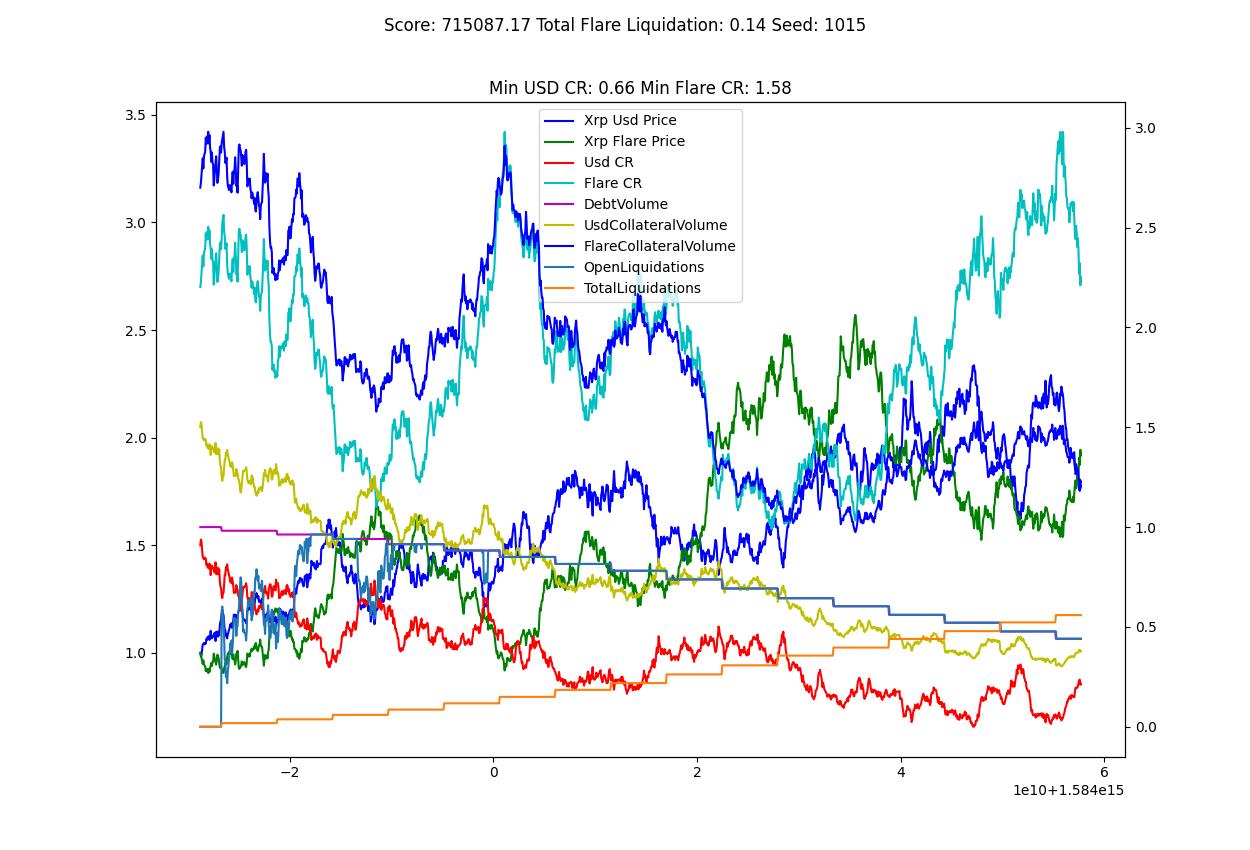 Score: 715087.17 Total Flare Liquidation: 0.14 Seed: 1015
Min USD CR: 0.66 Min Flare CR: 1.58
3.5
3.0
2.5
2.0
1.5
1.0
Xrp Usd Price
Xrp Flare Price
Usd CR
Flare CR
DebtVolume
UsdCollateralVolume
FlareCollateralVolume
OpenLiquidations
TotalLiquidations
3.0
2.5
2.0
1.5
1.0
0.5
0.0
−2 0 2 4 6
1e10+1.584e15